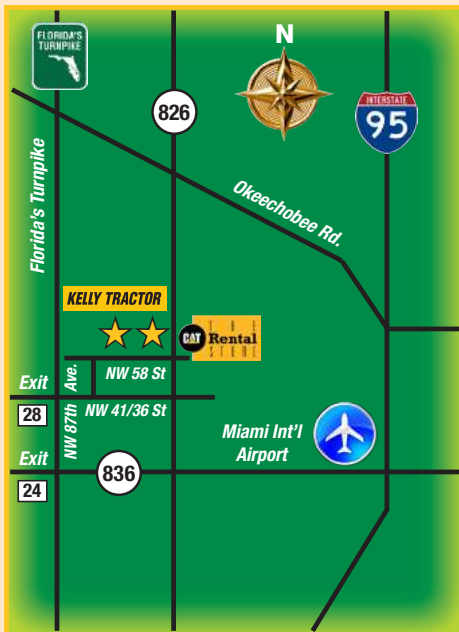 FLORIDA'S
TURNPIKE
N
INTERSTATE
95
826
Florida's Turnpike
Okeechobee Rd.
KELLY TRACTOR
CAT
THE
Rental
STORE
NW 58 St
Exit
28
NW 87th Ave.
NW 41/36 St
Miami Int'l
Airport
Exit
24
836